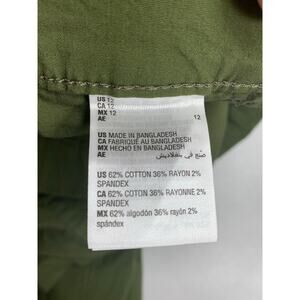 US 12
CA 12
MX 12
AE 12
US MADE IN BANGLADESH
CA FABRIQUÉ AU BANGLADESH
MX HECHO EN BANGLADESH
AE صنع في بنغلاديش
US 62% COTTON 36% RAYON 2%
SPANDEX
CA 62% COTON 36% RAYONNE 2%
SPANDEX
MX 62% algodón 36% rayón 2%
spándex